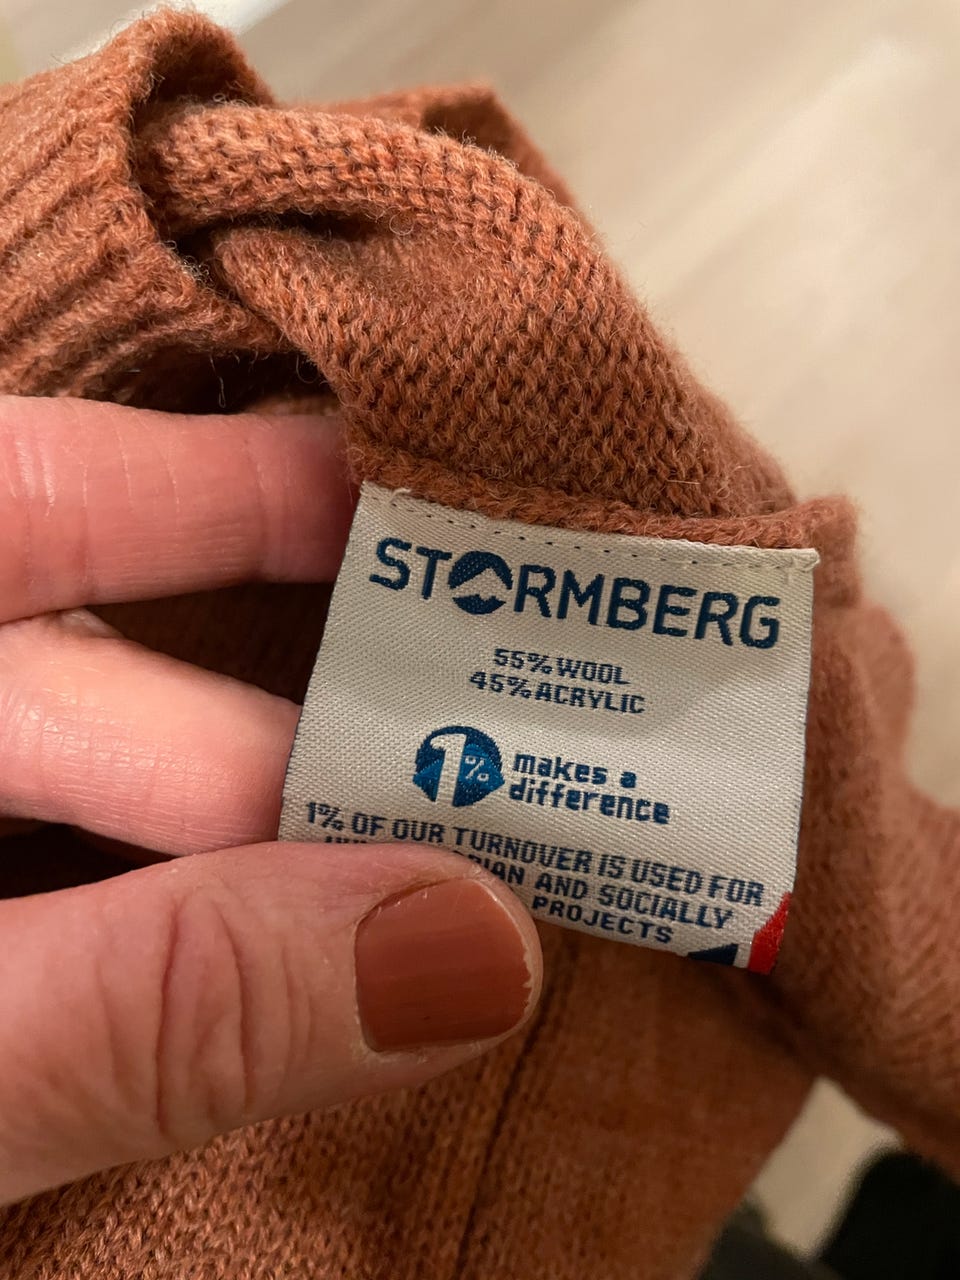 STORMBERG
55% WOOL
45% ACRYLIC
1% makes a
difference
1% OF OUR TURNOVER IS USED FOR
AND SOCIALLY
PROJECTS